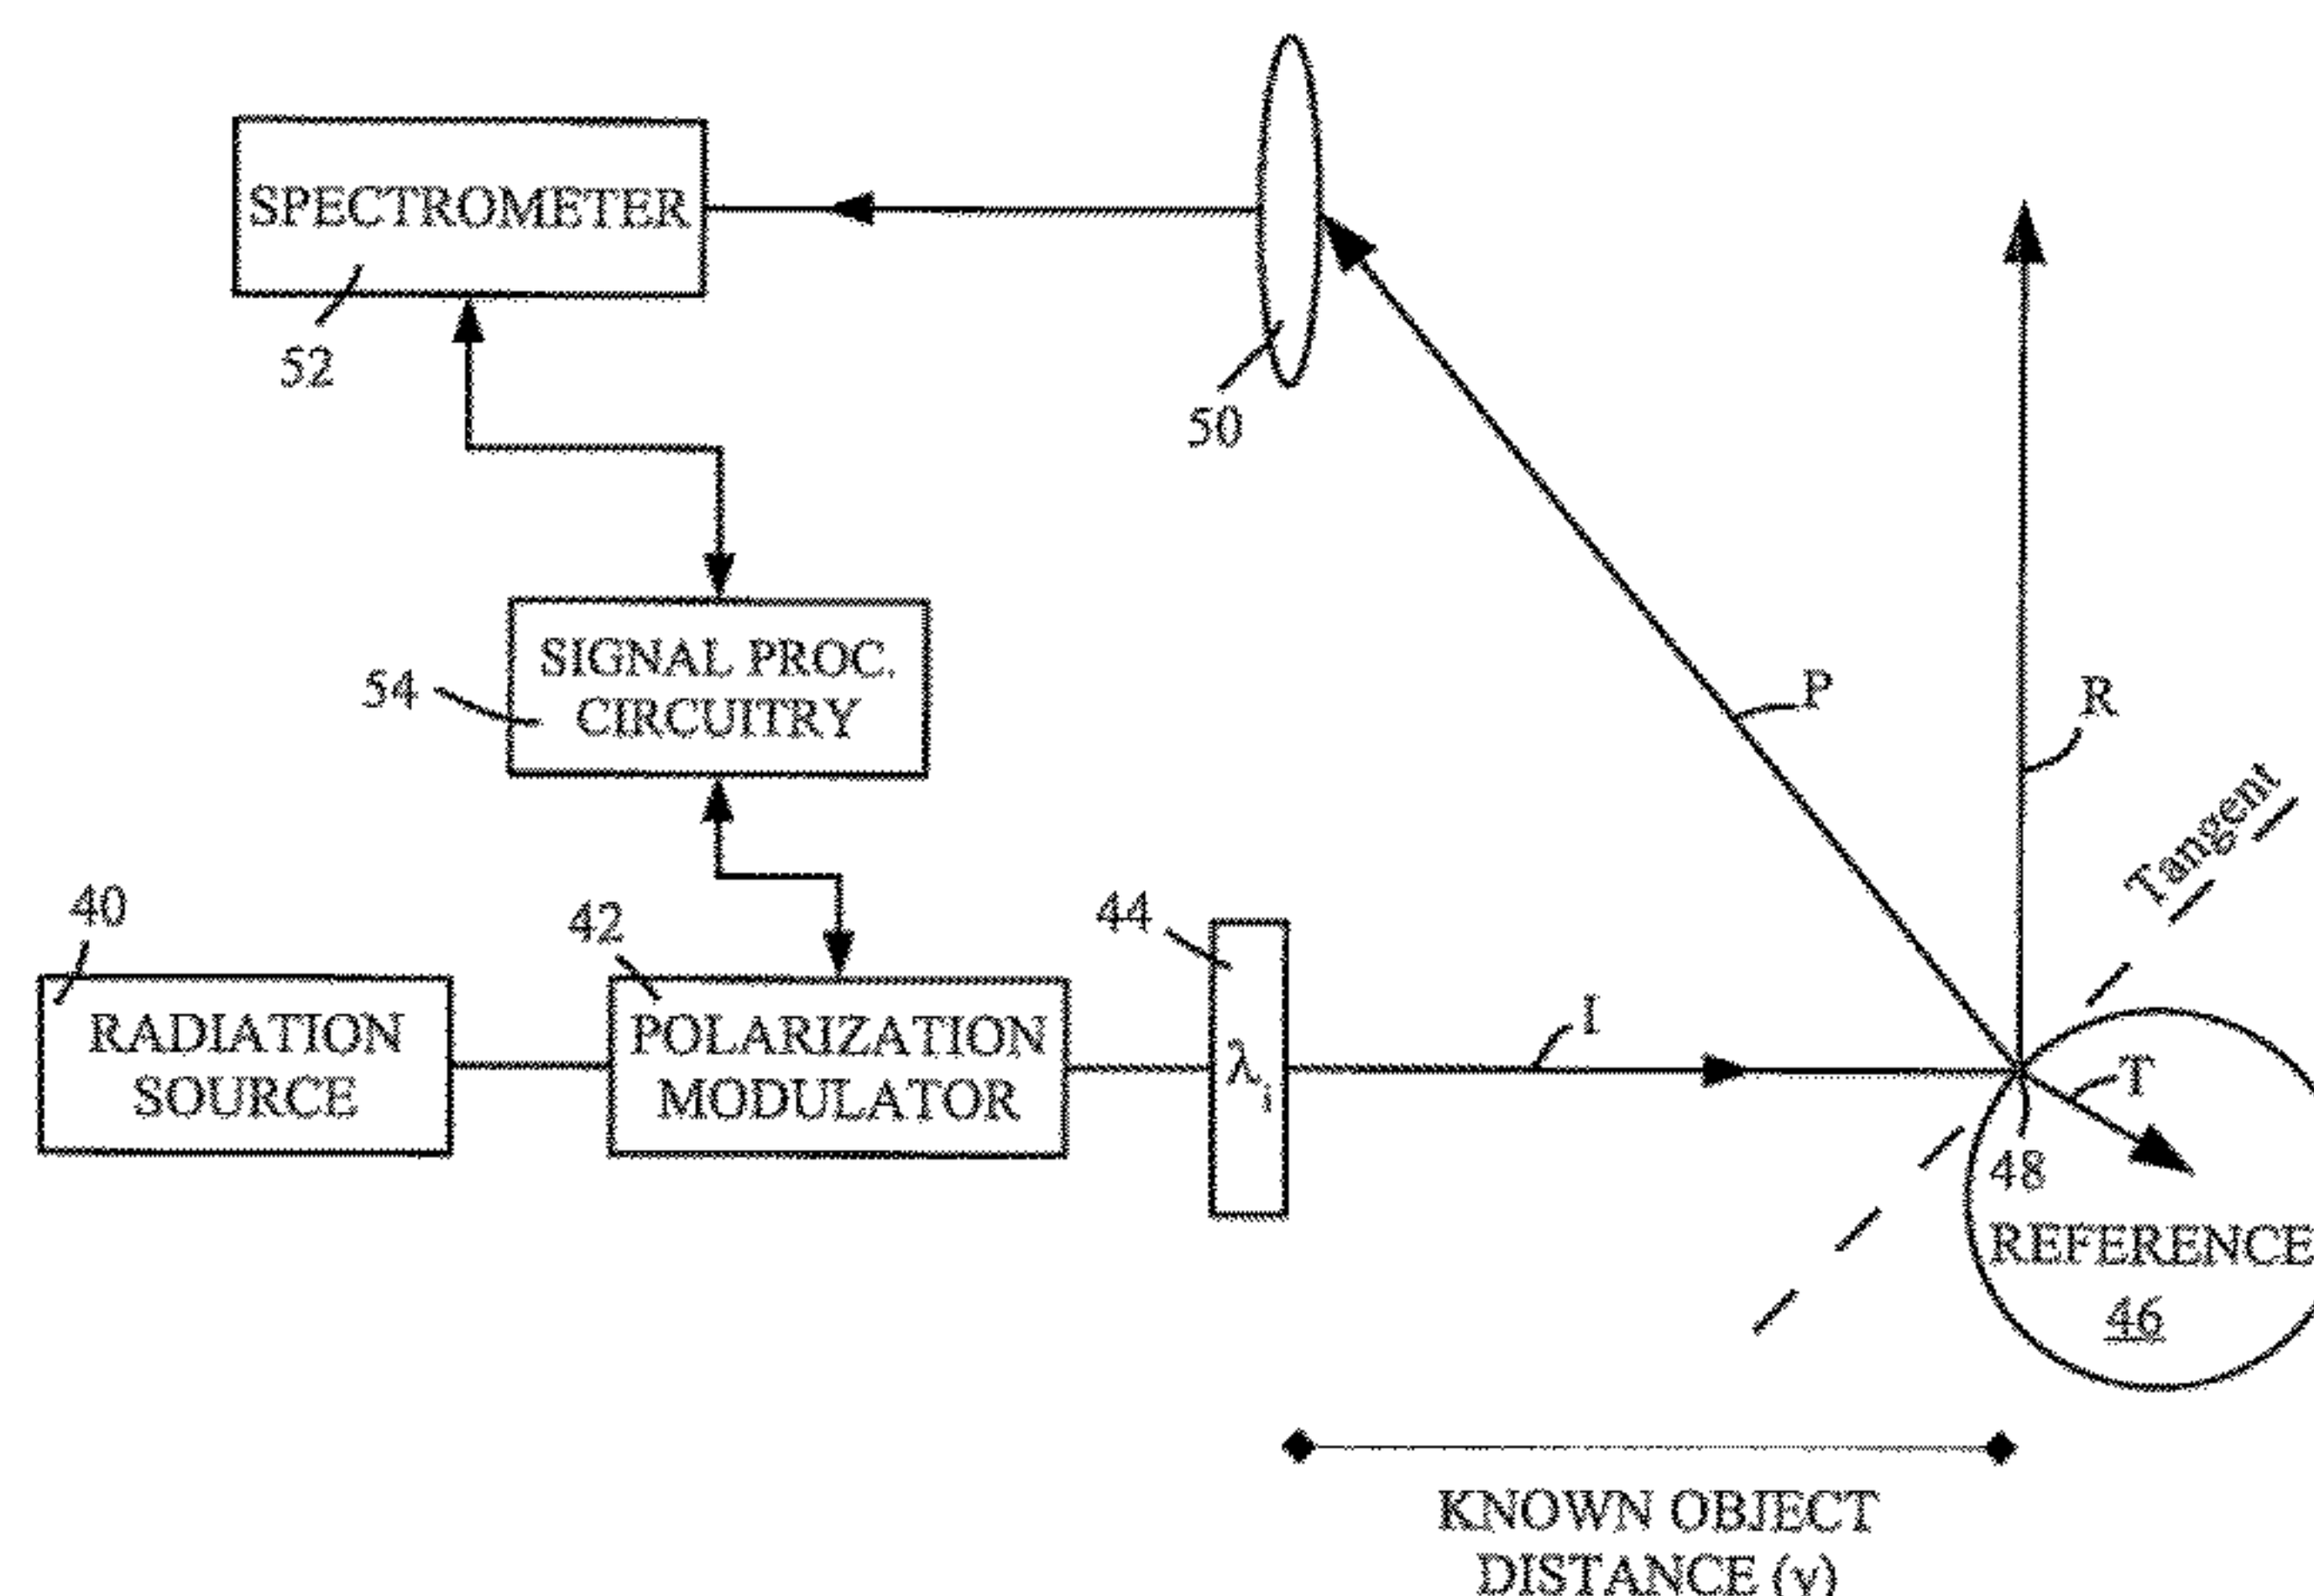 SPECTROMETER
52
50
SIGNAL PROC.
CIRCUITRY
54
P
R
Tangent
40
42
44
RADIATION
SOURCE
POLARIZATION
MODULATOR
λi
I
T
48
REFERENCE
46
KNOWN OBJECT
DISTANCE (y)